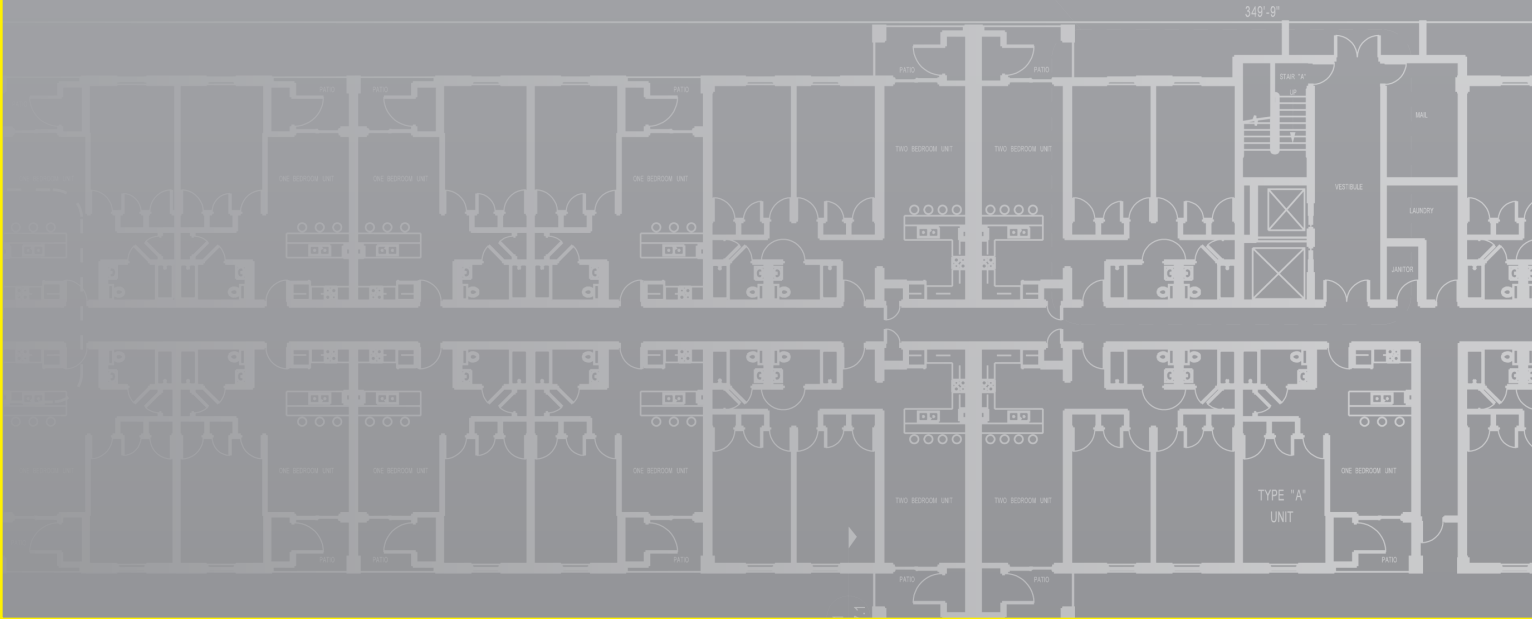 349'-9"
PATIO
PATIO
STAIR "A"
UP
PATIO
PATIO
PATIO
MAIL
TWO BEDROOM UNIT
TWO BEDROOM UNIT
ONE BEDROOM UNIT
ONE BEDROOM UNIT
ONE BEDROOM UNIT
VESTIBULE
LAUNDRY
JANITOR
ONE BEDROOM UNIT
ONE BEDROOM UNIT
ONE BEDROOM UNIT
ONE BEDROOM UNIT
TWO BEDROOM UNIT
TWO BEDROOM UNIT
TYPE "A"
UNIT
PATIO
PATIO
PATIO
PATIO
PATIO
PATIO